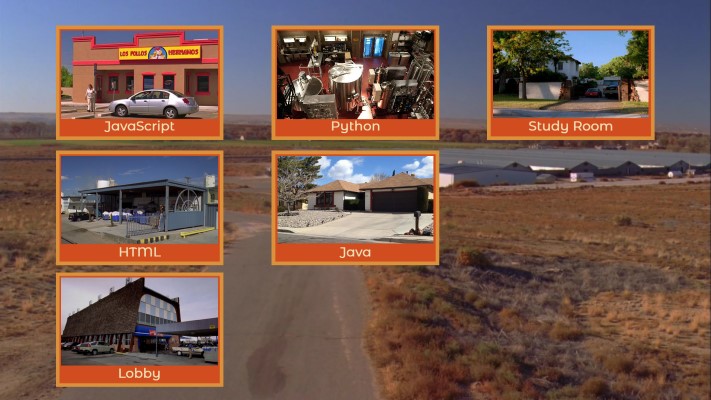 LOS POLLOS HERMANOS
JavaScript
Python
Study Room
HTML
Java
Lobby